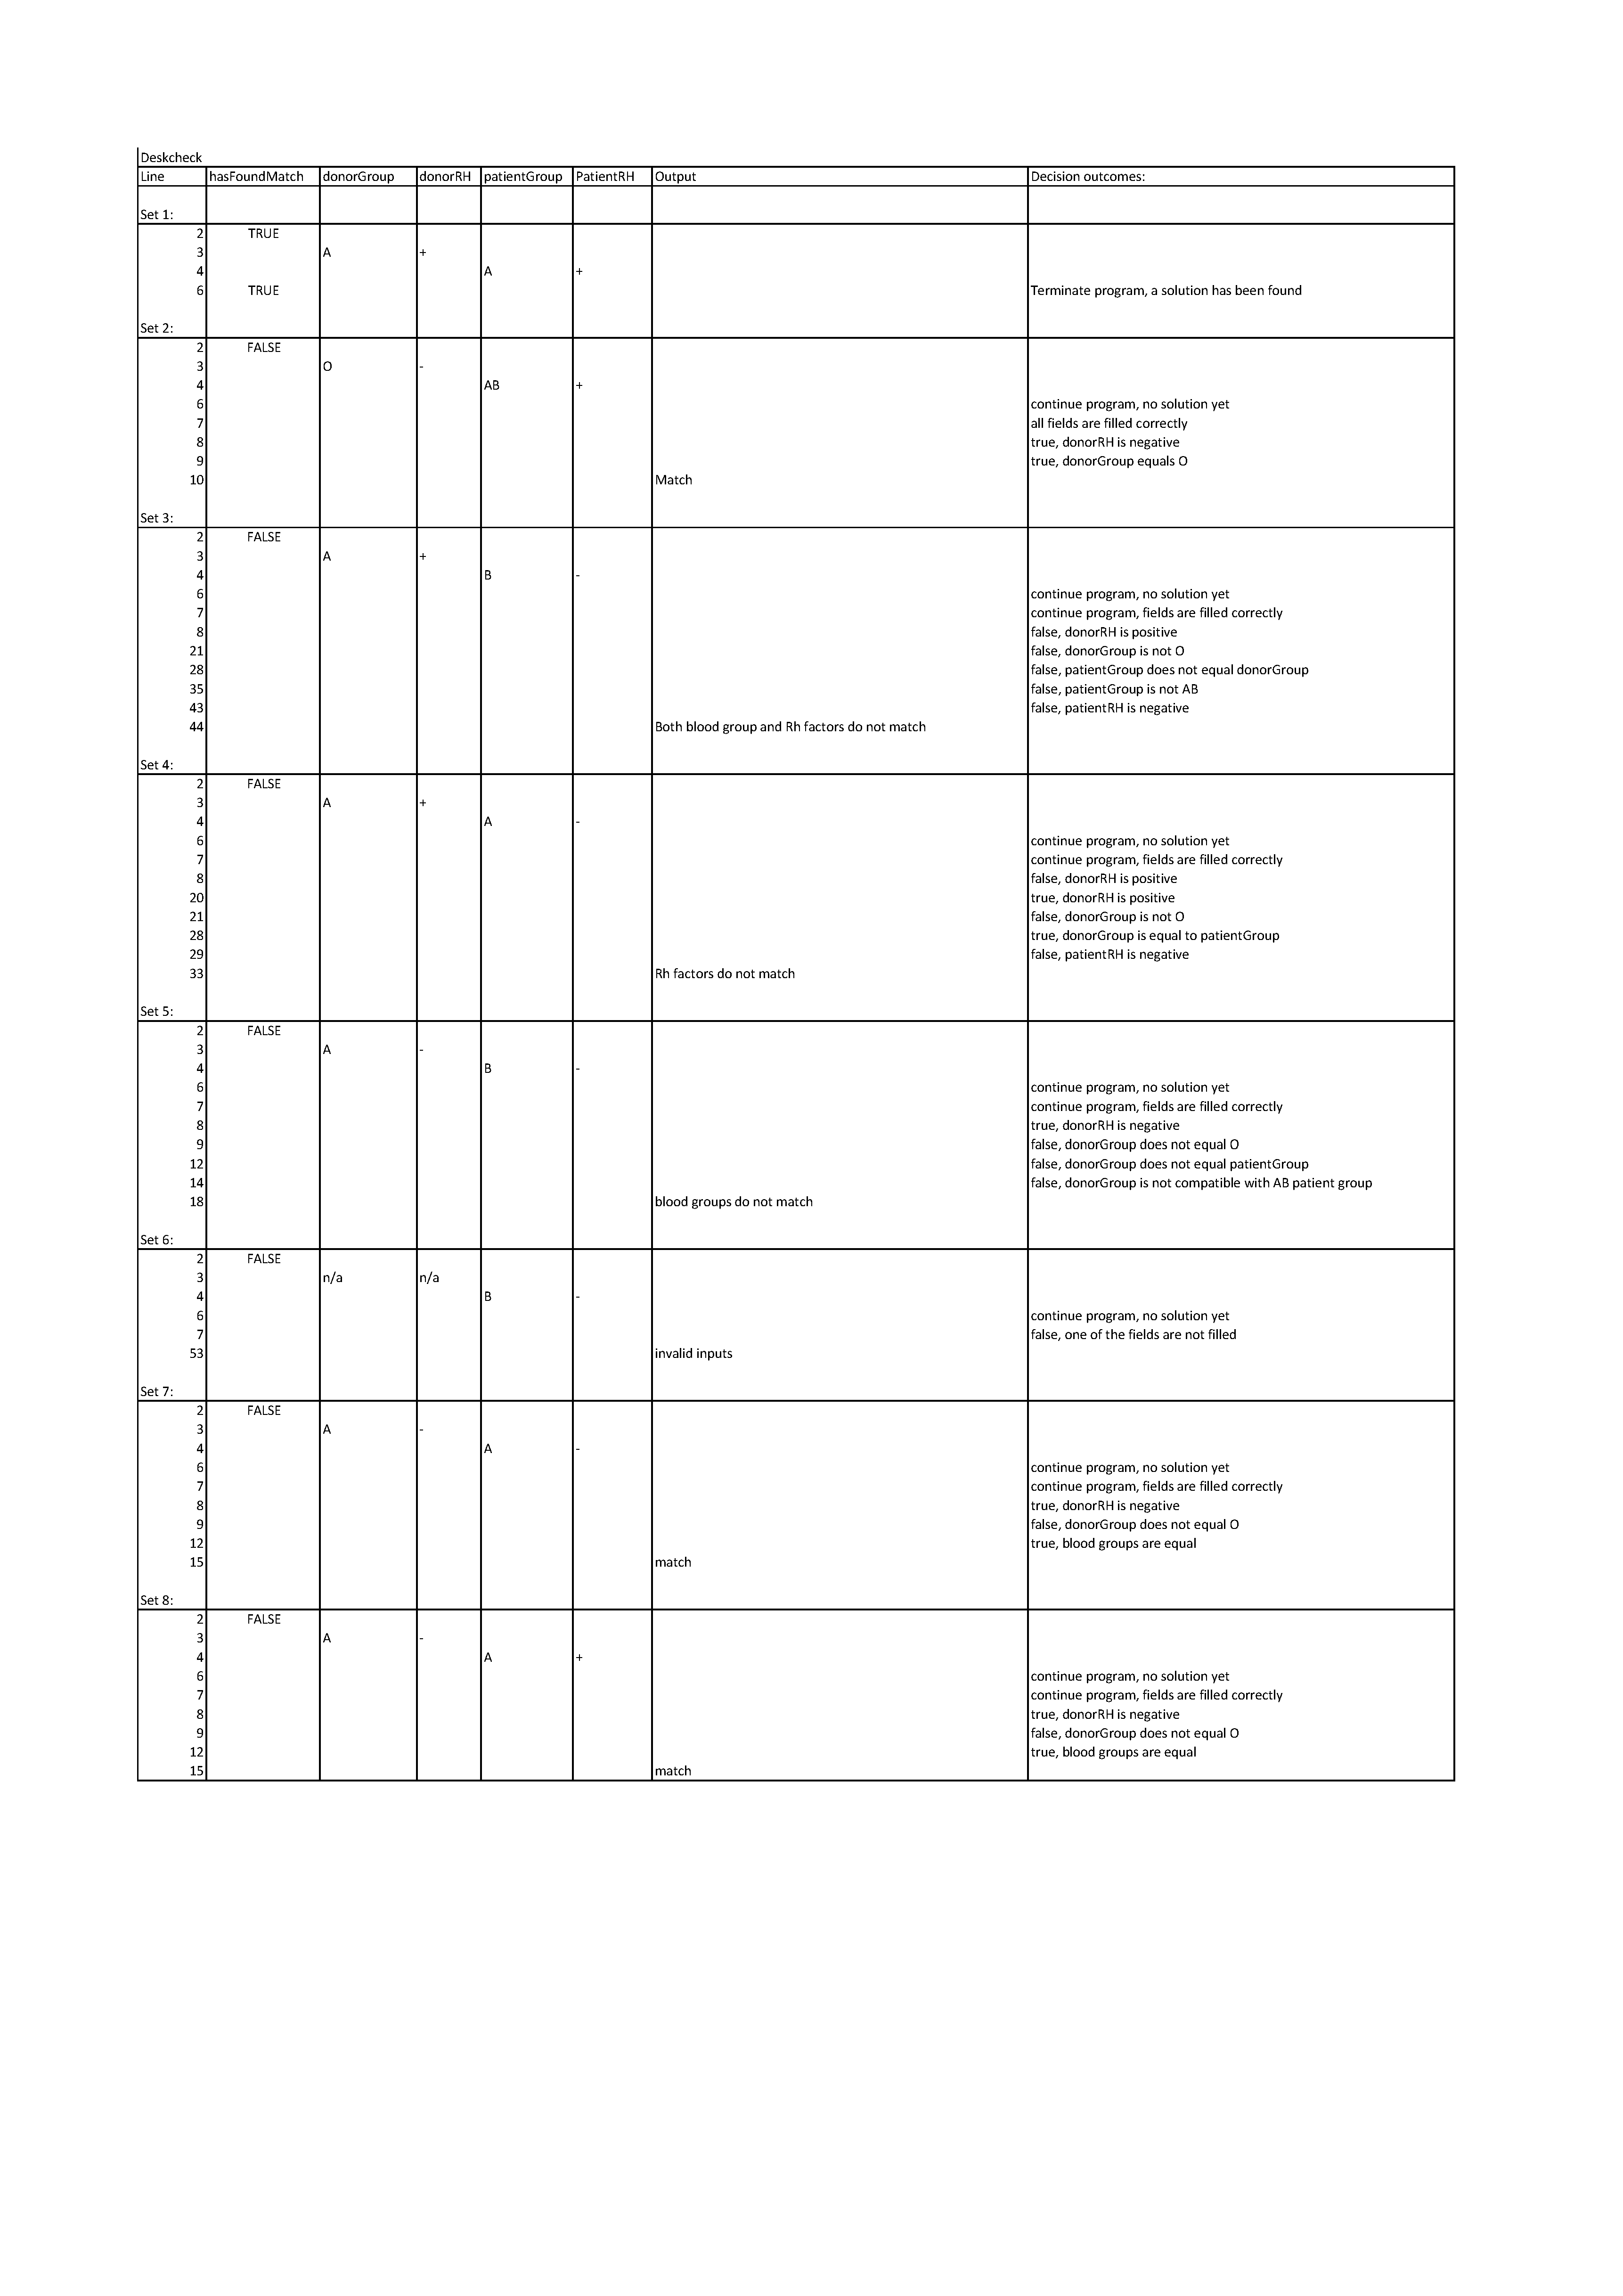 Deskcheck
Line hasFoundMatch donorGroup donorRH patientGroup PatientRH Output Decision outcomes:
Set 1:
2 TRUE
3 A +
4 A +
6 TRUE Terminate program, a solution has been found
Set 2:
2 FALSE
3 O -
4 AB +
6 continue program, no solution yet
7 all fields are filled correctly
8 true, donorRH is negative
9 true, donorGroup equals O
10 Match
Set 3:
2 FALSE
3 A +
4 B -
6 continue program, no solution yet
7 continue program, fields are filled correctly
8 false, donorRH is positive
21 false, donorGroup is not O
28 false, patientGroup does not equal donorGroup
35 false, patientGroup is not AB
43 false, patientRH is negative
44 Both blood group and Rh factors do not match
Set 4:
2 FALSE
3 A +
4 A -
6 continue program, no solution yet
7 continue program, fields are filled correctly
8 false, donorRH is positive
20 true, donorRH is positive
21 false, donorGroup is not O
28 true, donorGroup is equal to patientGroup
29 false, patientRH is negative
33 Rh factors do not match
Set 5:
2 FALSE
3 A -
4 B -
6 continue program, no solution yet
7 continue program, fields are filled correctly
8 true, donorRH is negative
9 false, donorGroup does not equal O
12 false, donorGroup does not equal patientGroup
14 false, donorGroup is not compatible with AB patient group
18 blood groups do not match
Set 6:
2 FALSE
3 n/a n/a
4 B -
6 continue program, no solution yet
7 false, one of the fields are not filled
53 invalid inputs
Set 7:
2 FALSE
3 A -
4 A -
6 continue program, no solution yet
7 continue program, fields are filled correctly
8 true, donorRH is negative
9 false, donorGroup does not equal O
12 true, blood groups are equal
15 match
Set 8:
2 FALSE
3 A -
4 A +
6 continue program, no solution yet
7 continue program, fields are filled correctly
8 true, donorRH is negative
9 false, donorGroup does not equal O
12 true, blood groups are equal
15 match